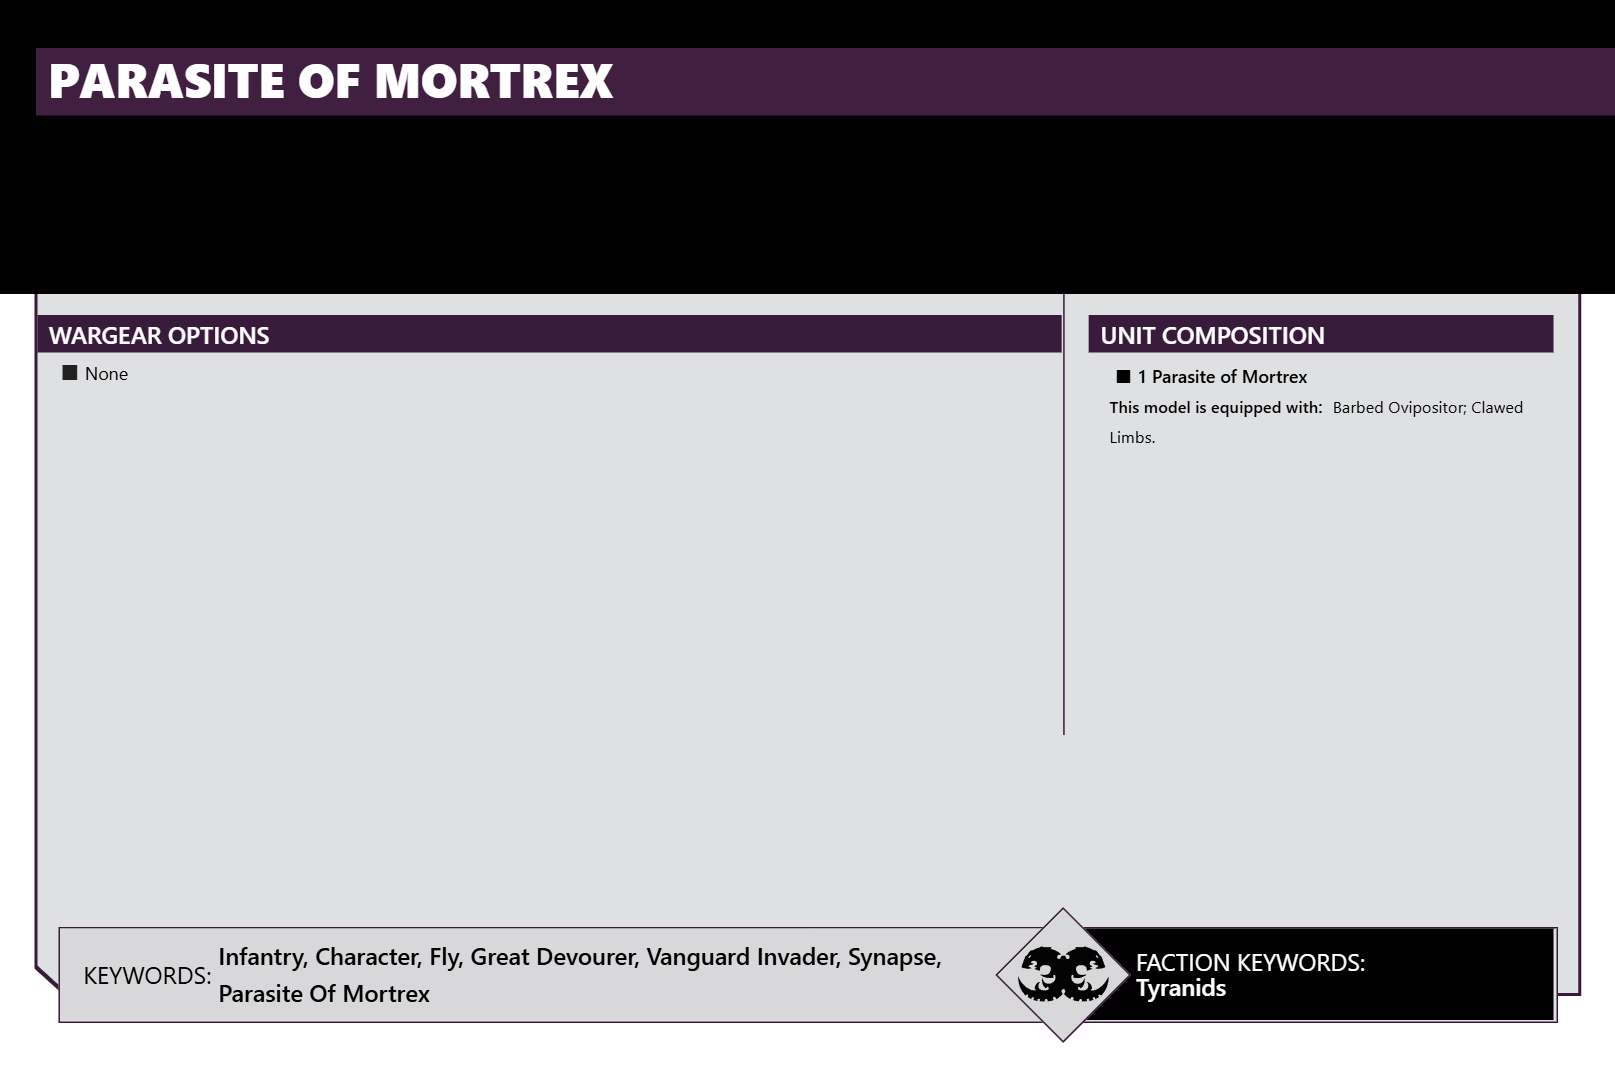 PARASITE OF MORTREX
WARGEAR OPTIONS
■ None
UNIT COMPOSITION
■ 1 Parasite of Mortrex
This model is equipped with: Barbed Ovipositor; Clawed
Limbs.
KEYWORDS: Infantry, Character, Fly, Great Devourer, Vanguard Invader, Synapse,
Parasite Of Mortrex
FACTION KEYWORDS:
Tyranids